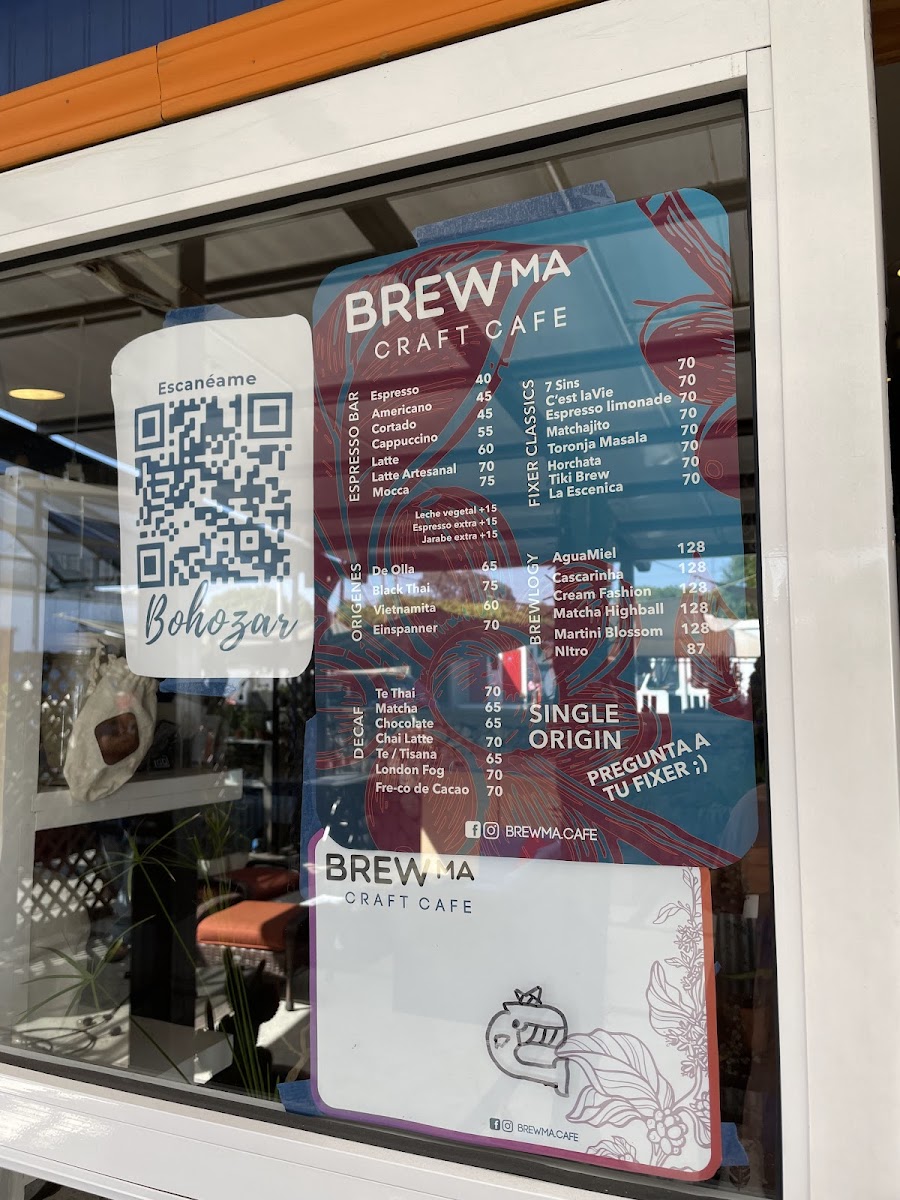 Escanéame
Bohozar
BREWMA
CRAFT CAFE
ESPRESSO BAR
Espresso 40
Americano 45
Cortado 45
Cappuccino 55
Latte 60
Latte Artesanal 70
Mocca 75
Leche vegetal +15
Espresso extra +15
Jarabe extra +15
FIXER CLASSICS
7 Sins 70
C'est laVie 70
Espresso limonade 70
Matchajito 70
Toronja Masala 70
Horchata 70
Tiki Brew 70
La Escenica 70
ORIGENES
De Olla 65
Black Thai 75
Vietnamita 60
Einspanner 70
BREWLOGY
AguaMiel 128
Cascarinha 128
Cream Fashion 128
Matcha Highball 128
Martini Blossom 128
NItro 87
DECAF
Te Thai 70
Matcha 65
Chocolate 65
Chai Latte 70
Te / Tisana 65
London Fog 70
Fre-co de Cacao 70
SINGLE
ORIGIN
PREGUNTA A
TU FIXER ;)
BREWMA.CAFE
BREWMA
CRAFT CAFE
BREWMA.CAFE